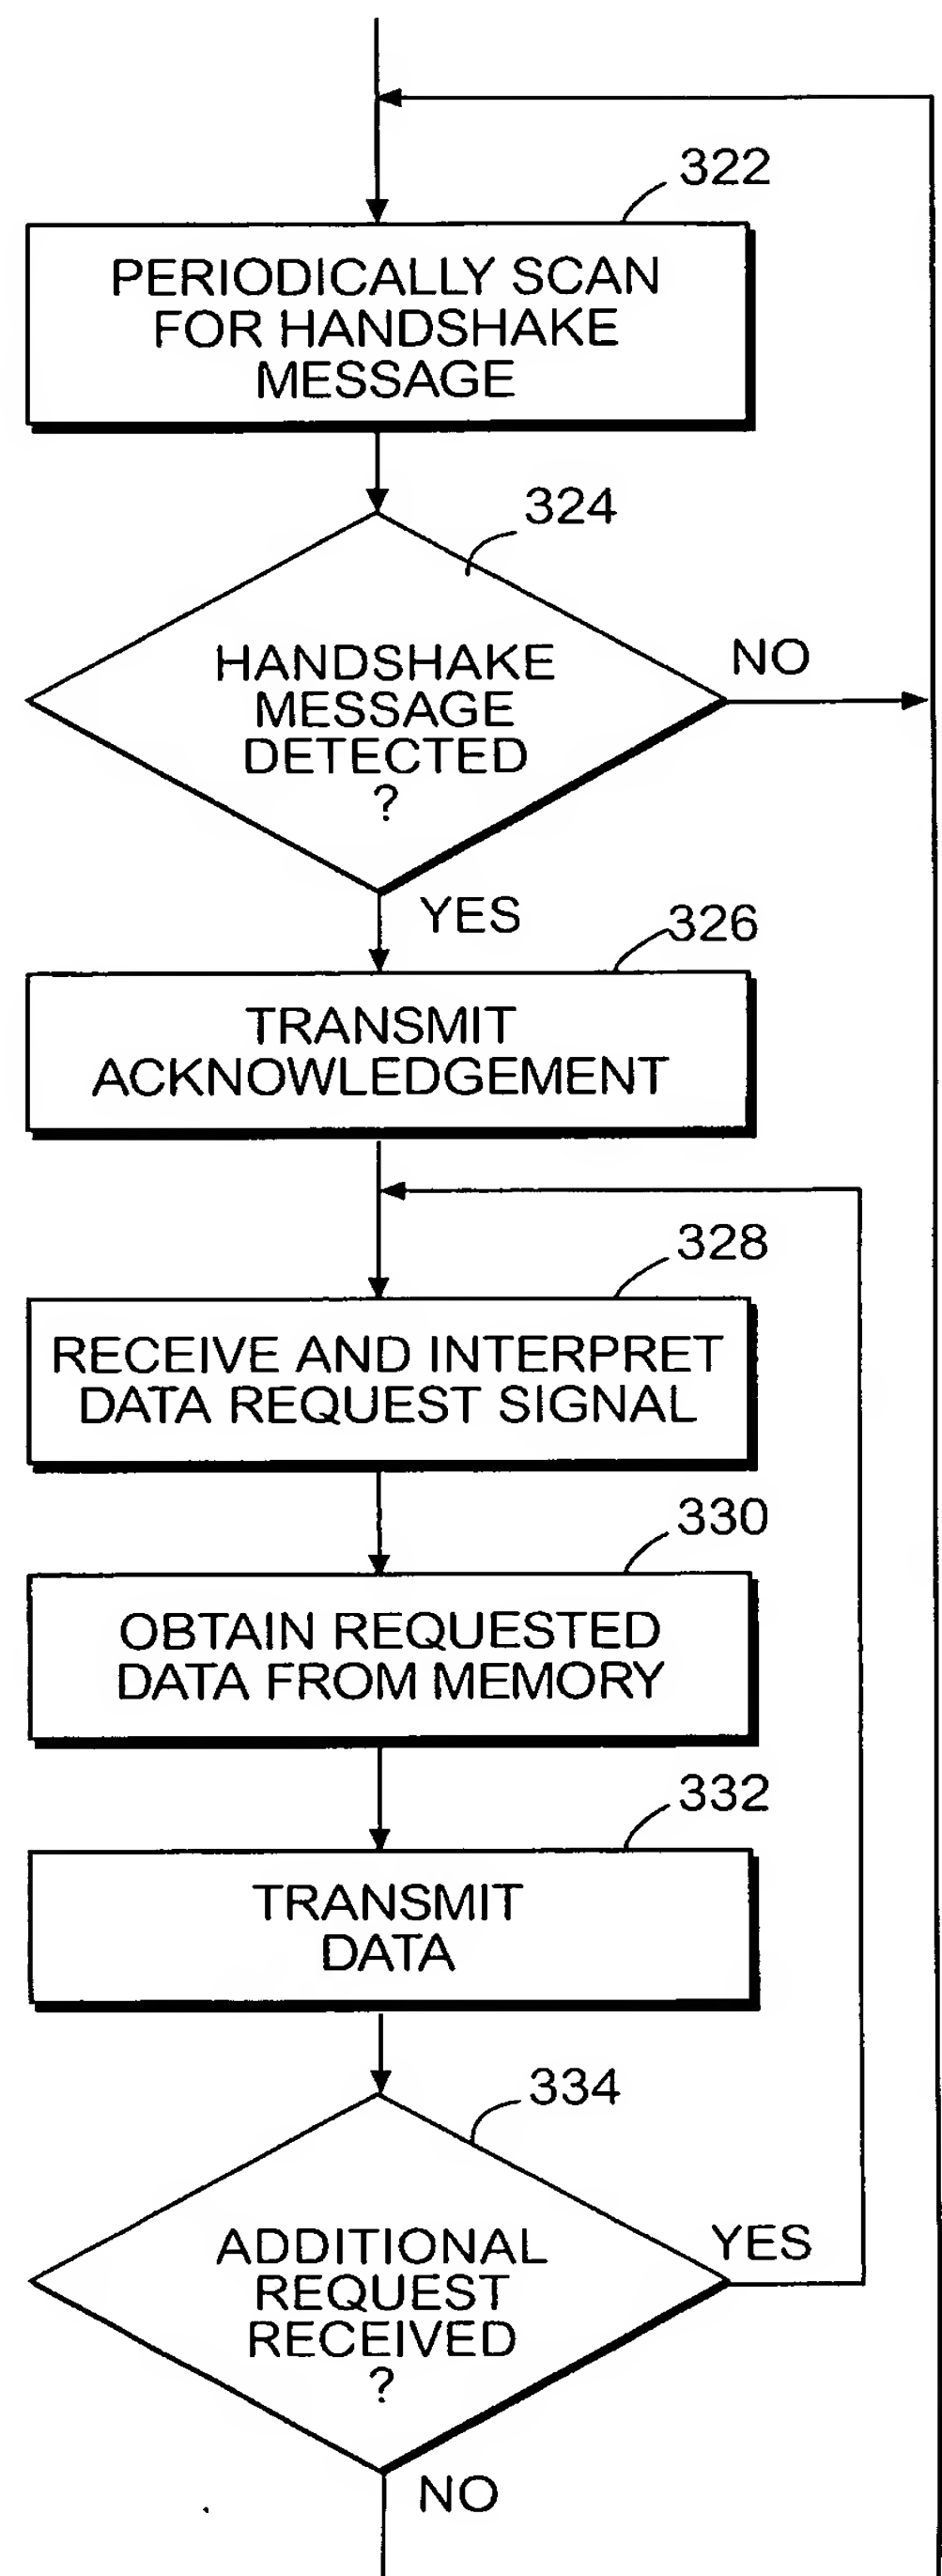 322
PERIODICALLY SCAN
FOR HANDSHAKE
MESSAGE
324
HANDSHAKE
MESSAGE
DETECTED
?
NO
YES
326
TRANSMIT
ACKNOWLEDGEMENT
328
RECEIVE AND INTERPRET
DATA REQUEST SIGNAL
330
OBTAIN REQUESTED
DATA FROM MEMORY
332
TRANSMIT
DATA
334
ADDITIONAL
REQUEST
RECEIVED
?
YES
NO